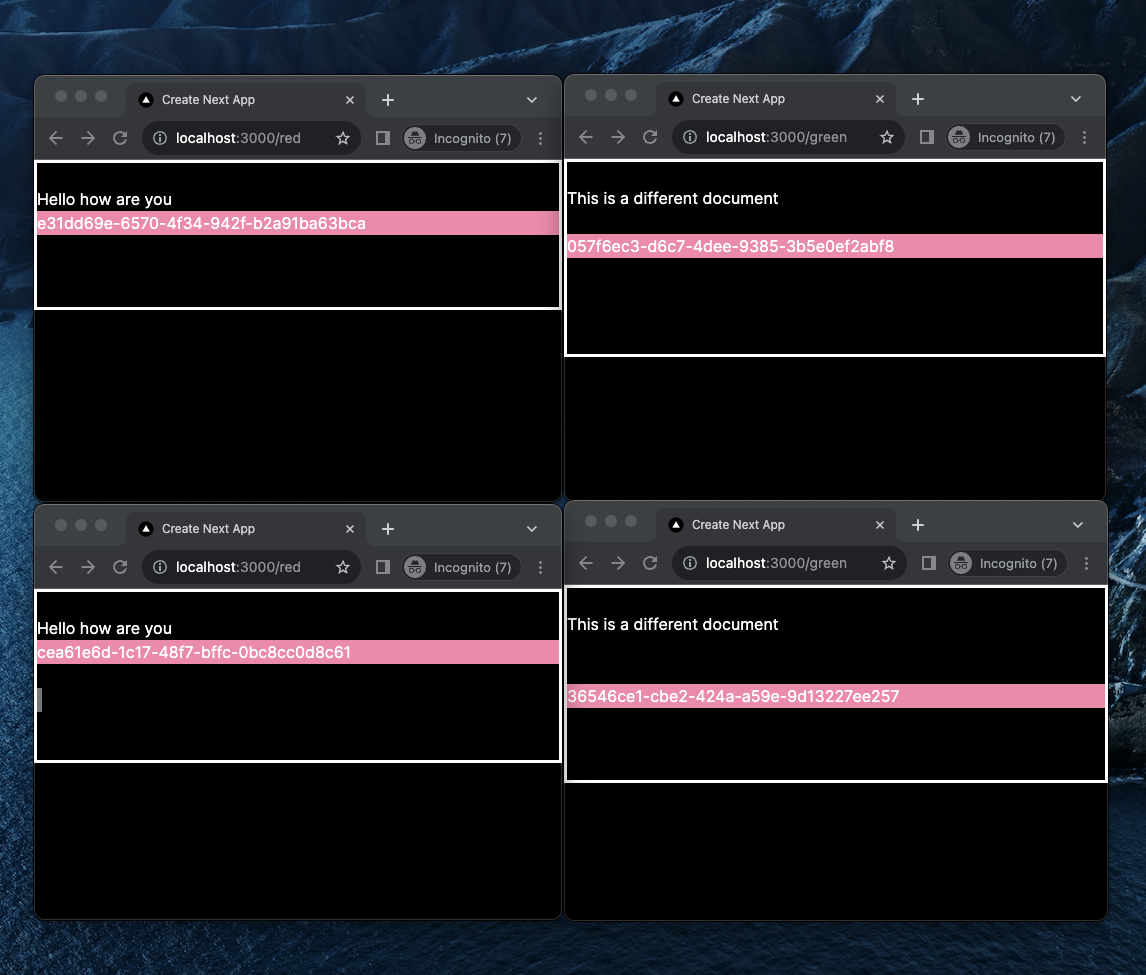 Create Next App
localhost:3000/red
Incognito (7)
Hello how are you
e31dd69e-6570-4f34-942f-b2a91ba63bca
Create Next App
localhost:3000/green
Incognito (7)
This is a different document
057f6ec3-d6c7-4dee-9385-3b5e0ef2abf8
Create Next App
localhost:3000/red
Incognito (7)
Hello how are you
cea61e6d-1c17-48f7-bffc-0bc8cc0d8c61
Create Next App
localhost:3000/green
Incognito (7)
This is a different document
36546ce1-cbe2-424a-a59e-9d13227ee257